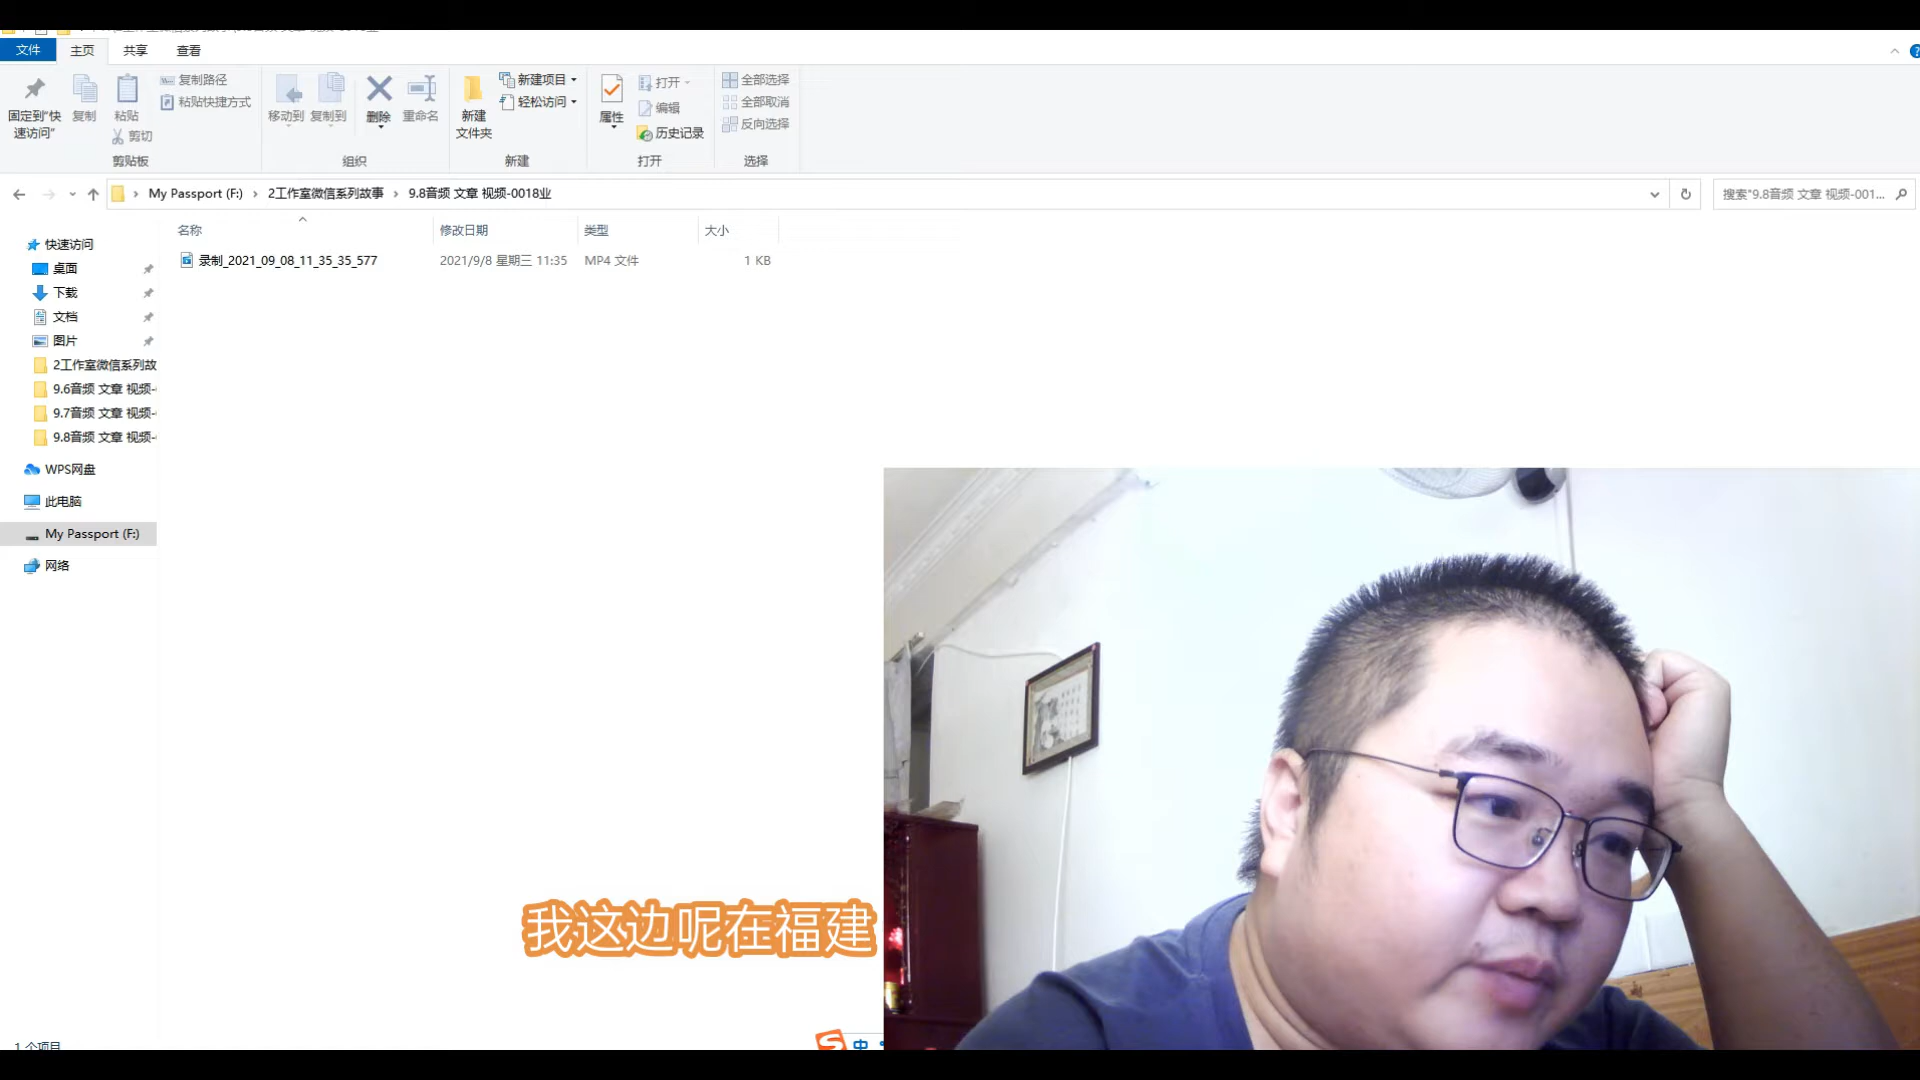 文件 主页 共享 查看
固定到"快速访问"
复制
粘贴
复制路径
粘贴快捷方式
剪切
剪贴板
移动到
复制到
删除
重命名
组织
新建文件夹
新建项目
轻松访问
新建
属性
打开
编辑
历史记录
打开
全部选择
全部取消
反向选择
选择
My Passport (F:) › 2工作室微信系列故事 › 9.8音频 文章 视频-0018业
搜索"9.8音频 文章 视频-001...
名称 修改日期 类型 大小
录制_2021_09_08_11_35_35_577 2021/9/8 星期三 11:35 MP4 文件 1 KB
快速访问
桌面
下载
文档
图片
2工作室微信系列故
9.6音频 文章 视频-
9.7音频 文章 视频-
9.8音频 文章 视频-
WPS网盘
此电脑
My Passport (F:)
网络
我这边呢在福建
1 个项目
中